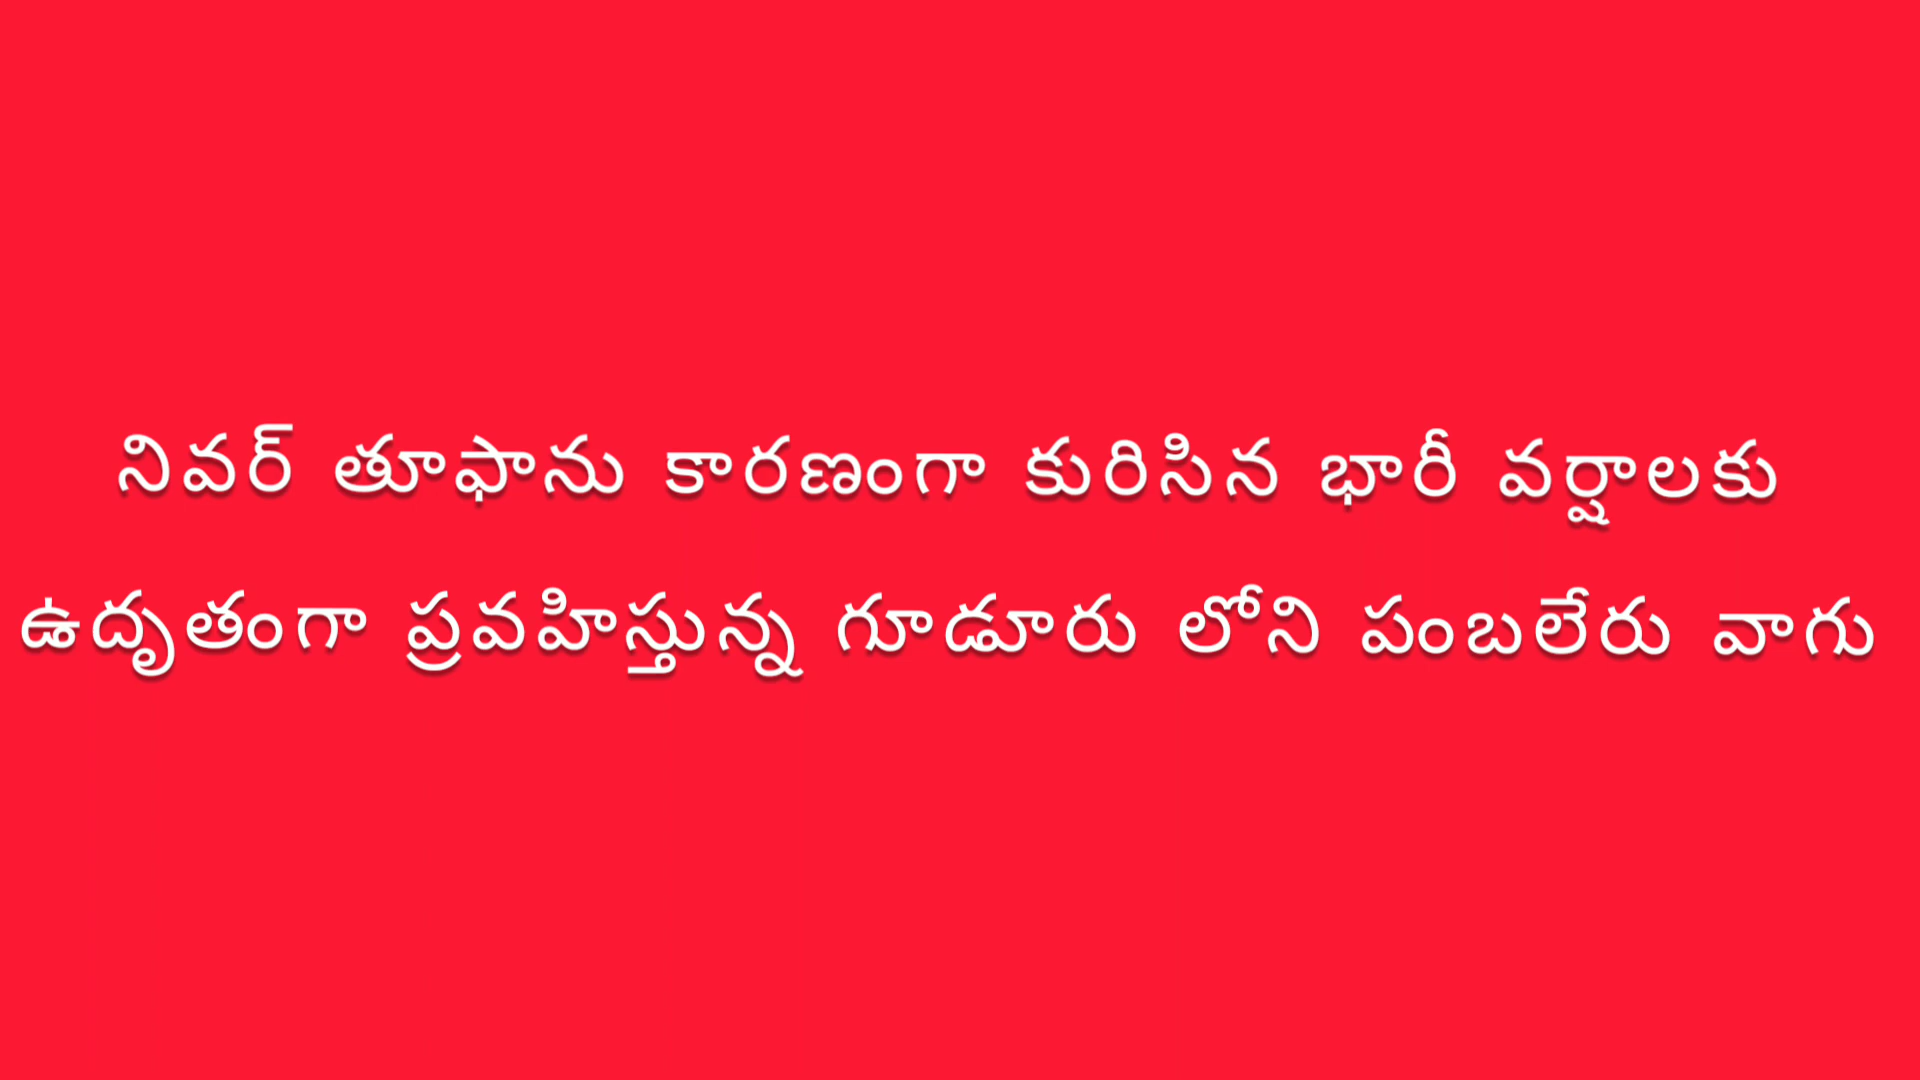 నివర్ తూఫాను కారణంగా కురిసిన భారీ వర్షాలకు
ఉదృతంగా ప్రవహిస్తున్న గూడూరు లోని పంబలేరు వాగు